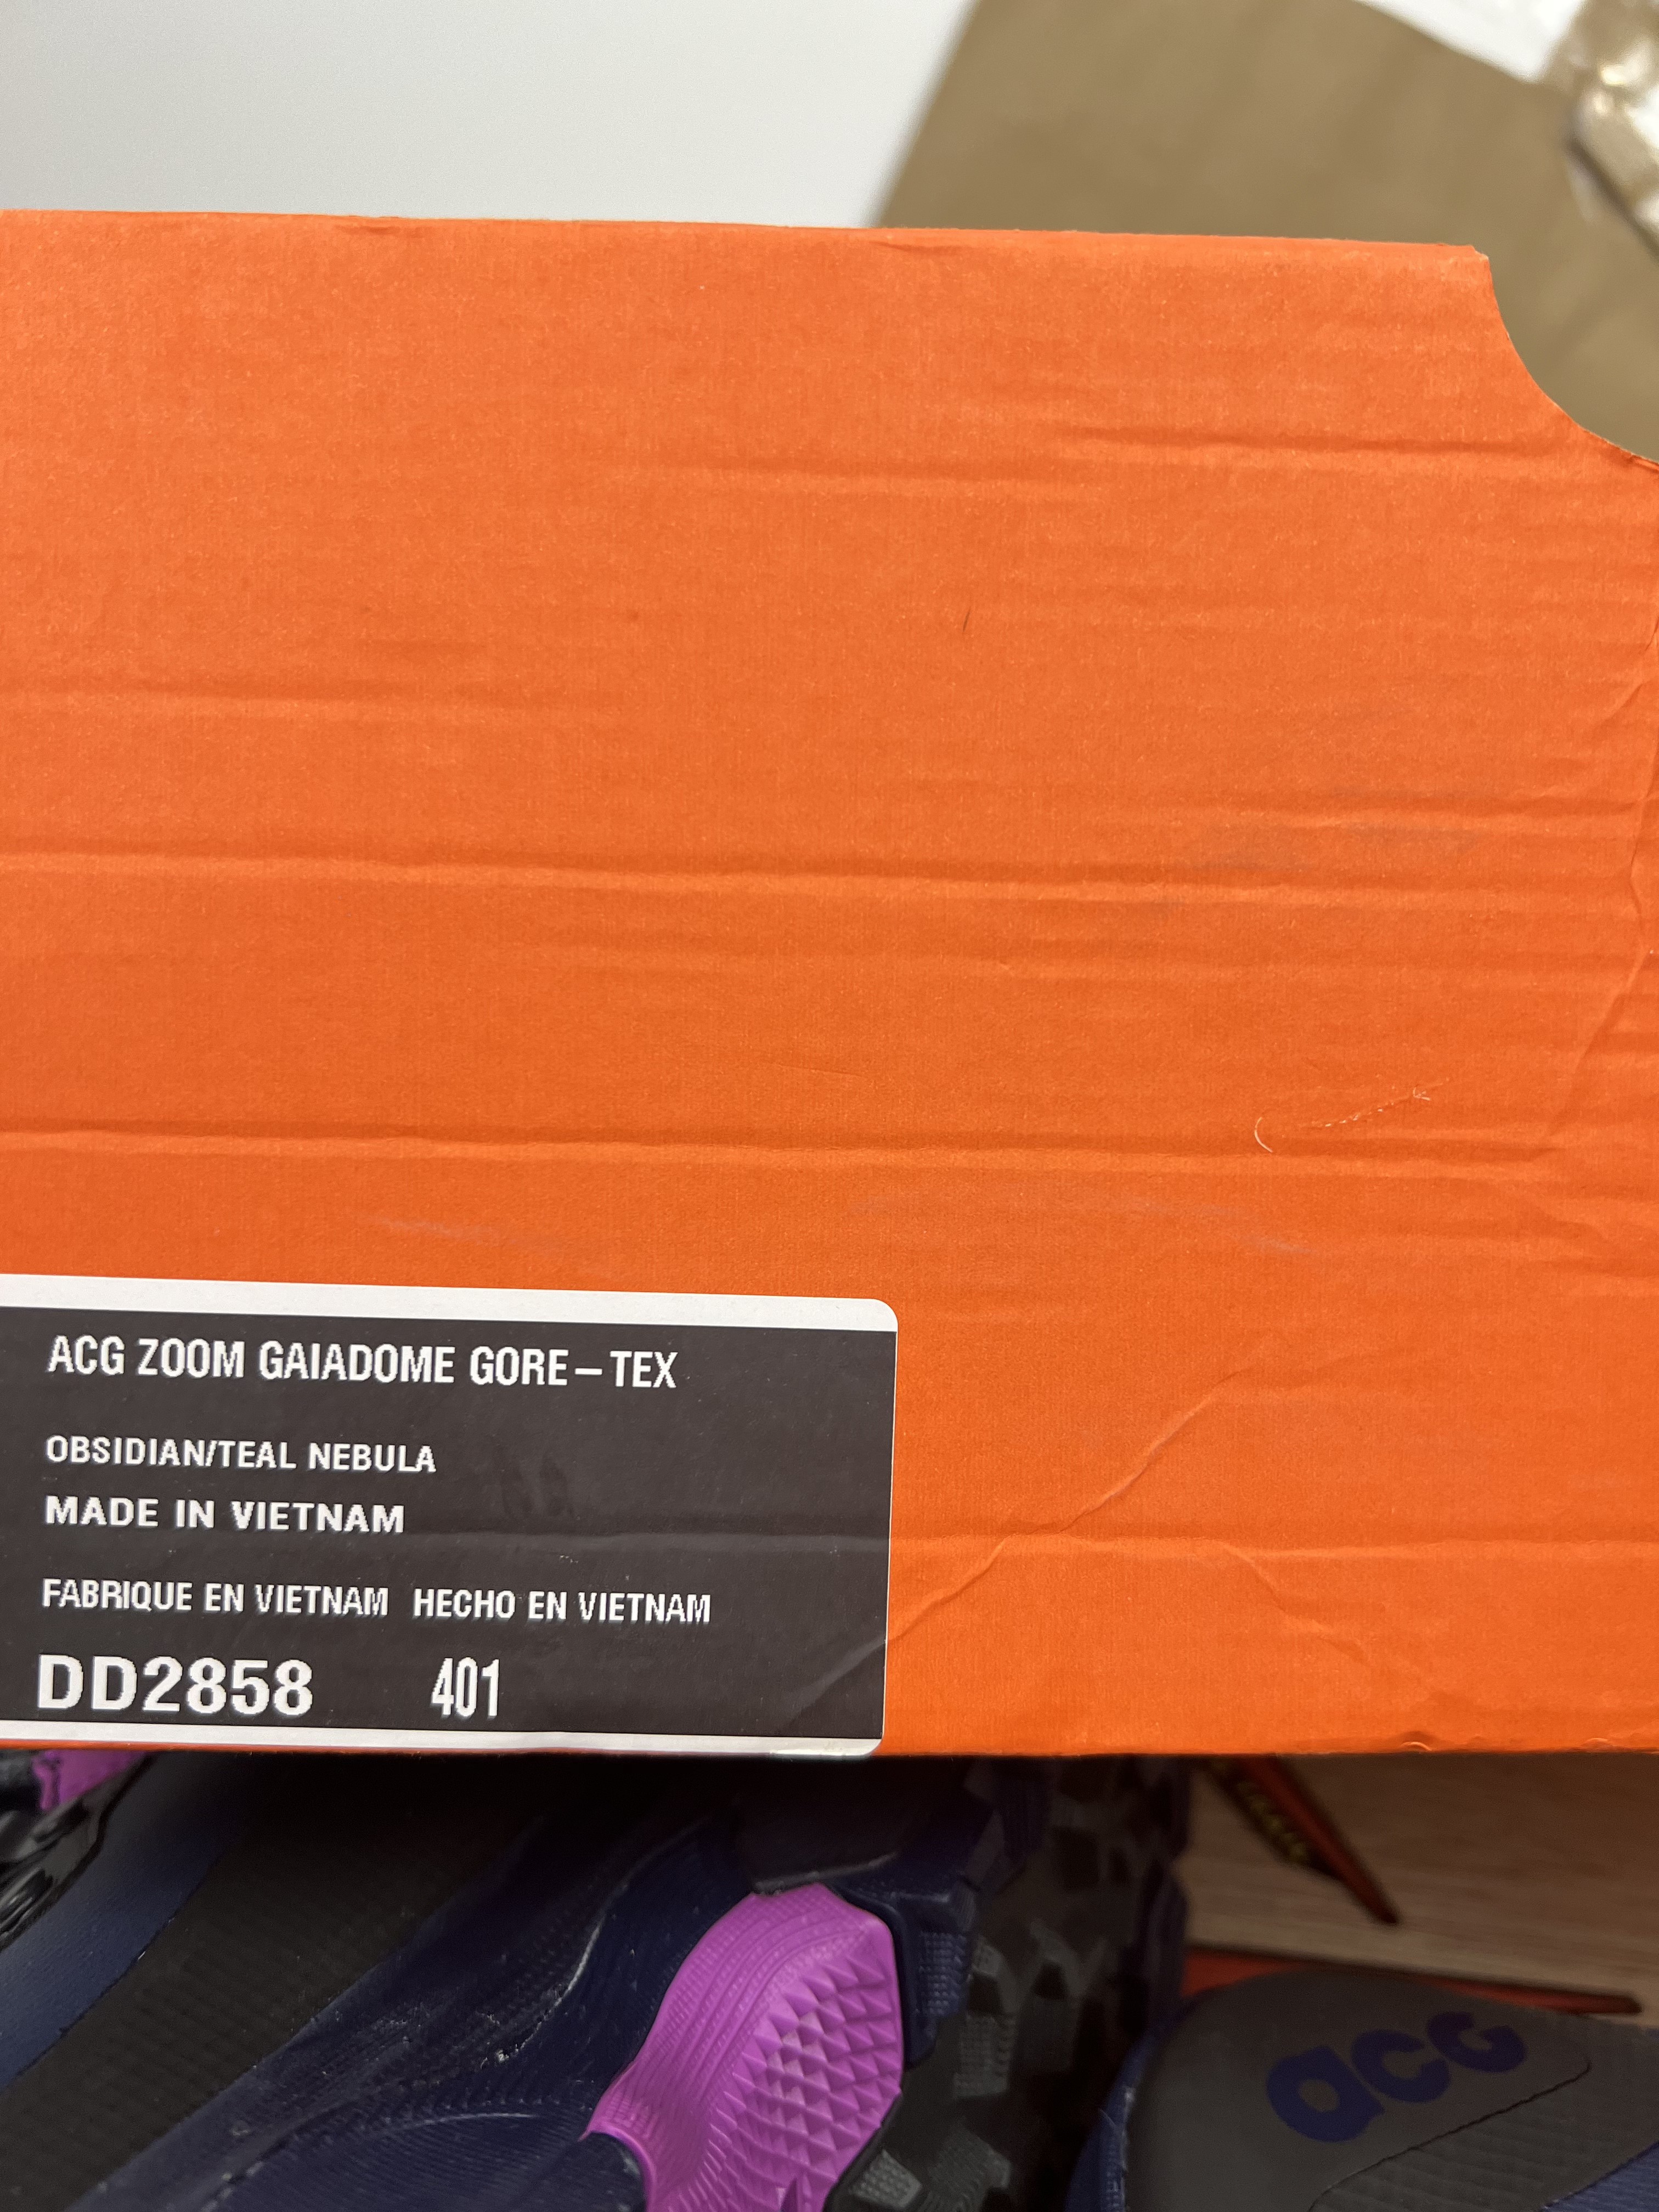 ACG ZOOM GAIADOME GORE–TEX
OBSIDIAN/TEAL NEBULA
MADE IN VIETNAM
FABRIQUE EN VIETNAM HECHO EN VIETNAM
DD2858 401
acg